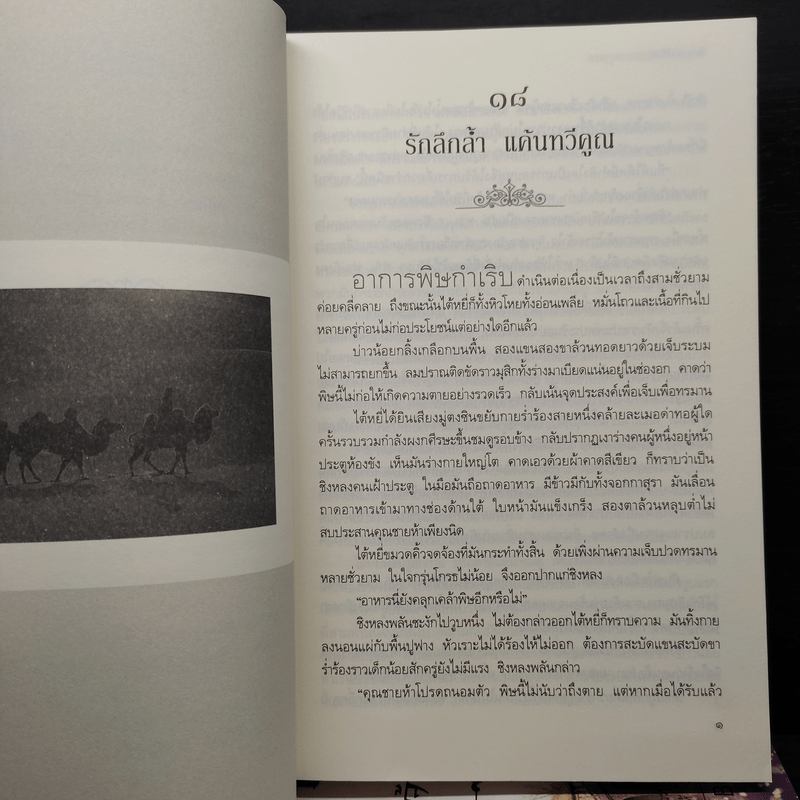 ๑๘
รักลึกล้ำ แค้นทวีคูณ
อาการพิษกำเริบ ดำเนินต่อเนื่องเป็นเวลาถึงสามชั่วยาม
ค่อยคลี่คลาย ถึงขณะนั้นไต้หยี่ก็ทั้งหิวโหยทั้งอ่อนเพลีย หมั่นโถวและเนื้อที่กินไป
หลายครู่ก่อนไม่ก่อประโยชน์แต่อย่างใดอีกแล้ว
บ่าวน้อยกลิ้งเกลือกบนพื้น สองแขนสองขาล้วนทอดยาวด้วยเจ็บระบม
ไม่สามารถยกขึ้น ลมปราณติดขัดราวมุสิกทั้งร่างมาเบียดแน่นอยู่ในช่องอก คาดว่า
พิษนี้ไม่ก่อให้เกิดความตายอย่างรวดเร็ว กลับเน้นจุดประสงค์เพื่อเจ็บเพื่อทรมาน
ไต้หยี่ได้ยินเสียงมู่ตงซินขยับกายร่ำร้องสายหนึ่งคล้ายละเมอด่าทอผู้ใด
ครั้นรวบรวมกำลังผงกศีรษะขึ้นชมดูรอบข้าง กลับปรากฏเงาร่างคนผู้หนึ่งอยู่หน้า
ประตูห้องขัง เห็นมันร่างกายใหญ่โต คาดเอวด้วยผ้าคาดสีเขียว ก็ทราบว่าเป็น
ชิงหลงคนเฝ้าประตู ในมือมันถือถาดอาหาร มีข้าวมีกับทั้งจอกกาสุรา มันเลื่อน
ถาดอาหารเข้ามาทางช่องด้านใต้ ใบหน้ามันแข็งเกร็ง สองตาล้วนหลุบต่ำไม่
สบประสานคุณชายห้าเพียงนิด
ไต้หยี่ขมวดคิ้วจดจ้องที่มันกระทำทั้งสิ้น ด้วยเพิ่งผ่านความเจ็บปวดทรมาน
หลายชั่วยาม ในใจกรุ่นโกรธไม่น้อย จึงออกปากแก่ชิงหลง
“อาหารนี่ยังคลุกเคล้าพิษอีกหรือไม่”
ชิงหลงพลันชะงักไปวูบหนึ่ง ไม่ต้องกล่าวออกไต้หยี่ก็ทราบความ มันทิ้งกาย
ลงนอนแผ่กับพื้นปูฟาง หัวเราะไม่ได้ร้องไห้ไม่ออก ต้องการสะบัดแขนสะบัดขา
ร่ำร้องราวเด็กน้อยสักครู่ยังไม่มีแรง ชิงหลงพลันกล่าว
“คุณชายห้าโปรดถนอมตัว พิษนี้ไม่นับว่าถึงตาย แต่หากเมื่อได้รับแล้ว
๑